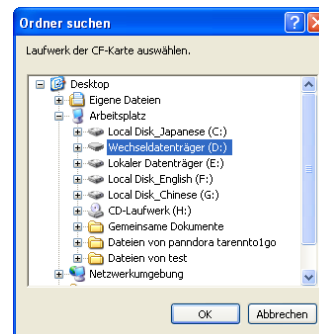 Ordner suchen
Laufwerk der CF-Karte auswählen.
Desktop
Eigene Dateien
Arbeitsplatz
Local Disk_Japanese (C:)
Wechseldatenträger (D:)
Lokaler Datenträger (E:)
Local Disk_English (F:)
Local Disk_Chinese (G:)
CD-Laufwerk (H:)
Gemeinsame Dokumente
Dateien von panndora tarennto1go
Dateien von test
Netzwerkumgebung
OK Abbrechen